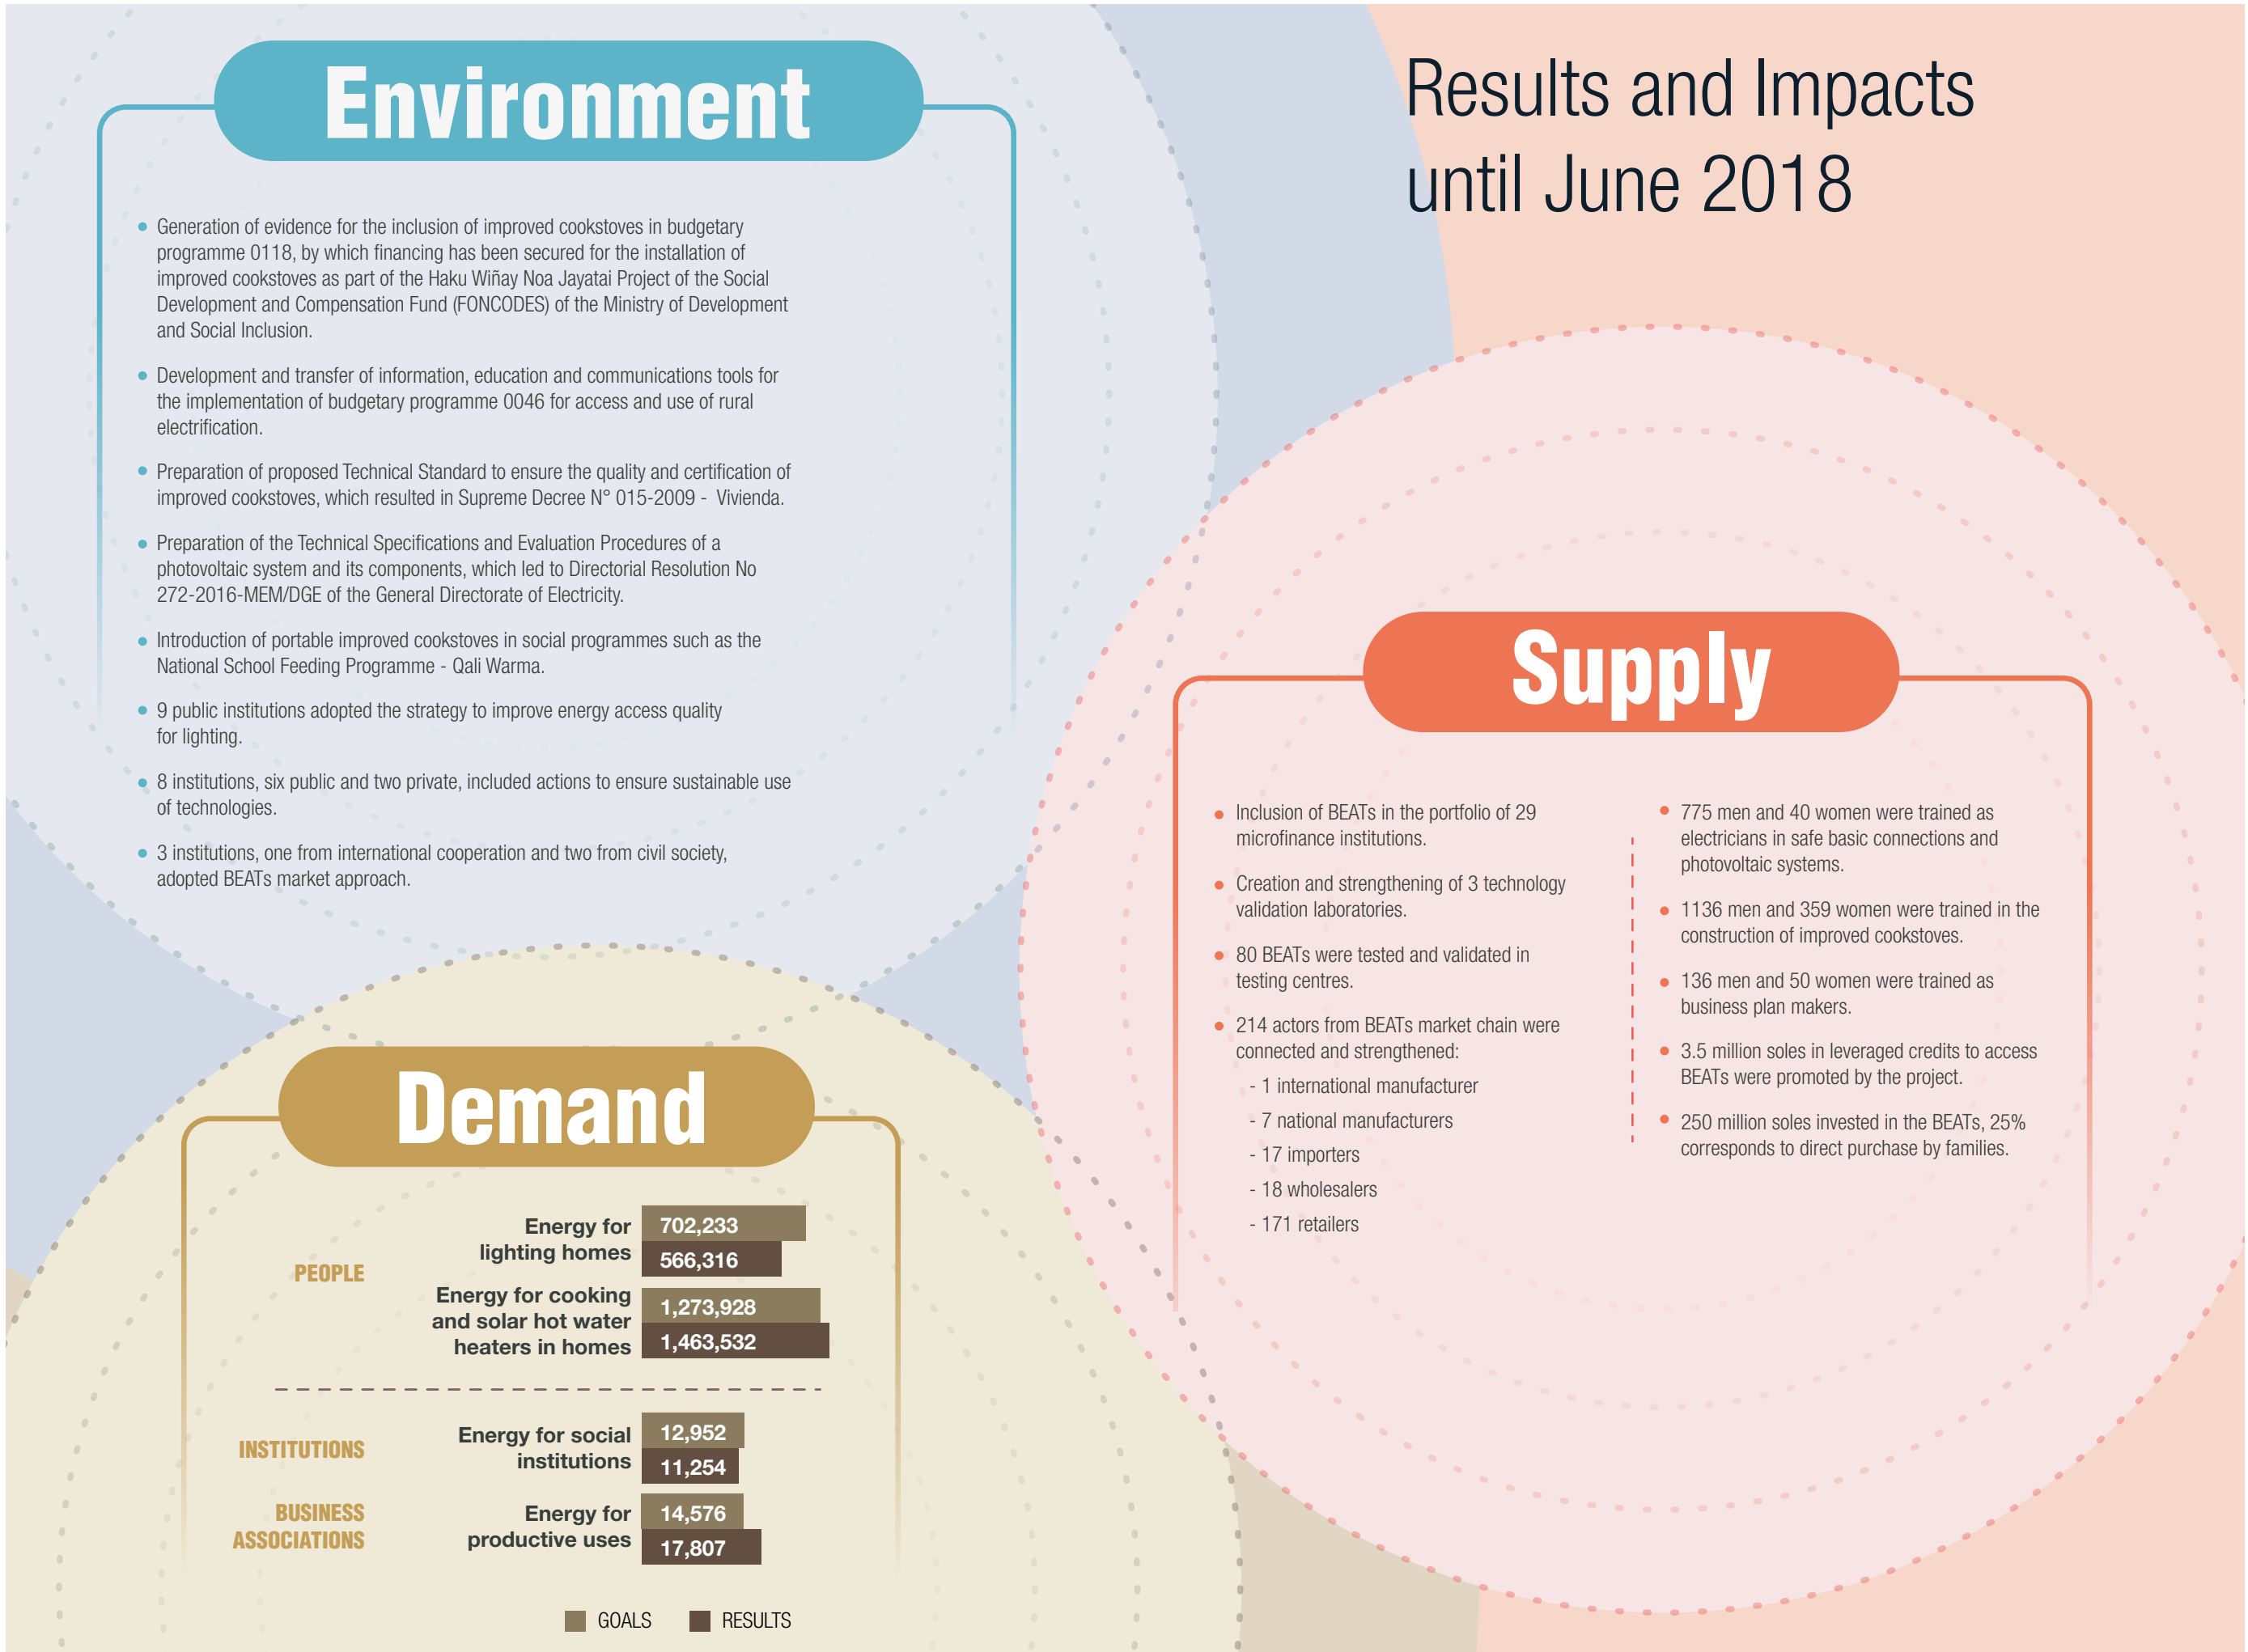 Results and Impacts
until June 2018
Environment
• Generation of evidence for the inclusion of improved cookstoves in budgetary
programme 0118, by which financing has been secured for the installation of
improved cookstoves as part of the Haku Wiñay Noa Jayatai Project of the Social
Development and Compensation Fund (FONCODES) of the Ministry of Development
and Social Inclusion.
• Development and transfer of information, education and communications tools for
the implementation of budgetary programme 0046 for access and use of rural
electrification.
• Preparation of proposed Technical Standard to ensure the quality and certification of
improved cookstoves, which resulted in Supreme Decree N° 015-2009 - Vivienda.
• Preparation of the Technical Specifications and Evaluation Procedures of a
photovoltaic system and its components, which led to Directorial Resolution No
272-2016-MEM/DGE of the General Directorate of Electricity.
• Introduction of portable improved cookstoves in social programmes such as the
National School Feeding Programme - Qali Warma.
• 9 public institutions adopted the strategy to improve energy access quality
for lighting.
• 8 institutions, six public and two private, included actions to ensure sustainable use
of technologies.
• 3 institutions, one from international cooperation and two from civil society,
adopted BEATs market approach.
Supply
• Inclusion of BEATs in the portfolio of 29
microfinance institutions.
• Creation and strengthening of 3 technology
validation laboratories.
• 80 BEATs were tested and validated in
testing centres.
• 214 actors from BEATs market chain were
connected and strengthened:
- 1 international manufacturer
- 7 national manufacturers
- 17 importers
- 18 wholesalers
- 171 retailers
• 775 men and 40 women were trained as
electricians in safe basic connections and
photovoltaic systems.
• 1136 men and 359 women were trained in the
construction of improved cookstoves.
• 136 men and 50 women were trained as
business plan makers.
• 3.5 million soles in leveraged credits to access
BEATs were promoted by the project.
• 250 million soles invested in the BEATs, 25%
corresponds to direct purchase by families.
Demand
PEOPLE
Energy for
lighting homes
702,233
566,316
Energy for cooking
and solar hot water
heaters in homes
1,273,928
1,463,532
INSTITUTIONS
Energy for social
institutions
12,952
11,254
BUSINESS
ASSOCIATIONS
Energy for
productive uses
14,576
17,807
GOALS
RESULTS